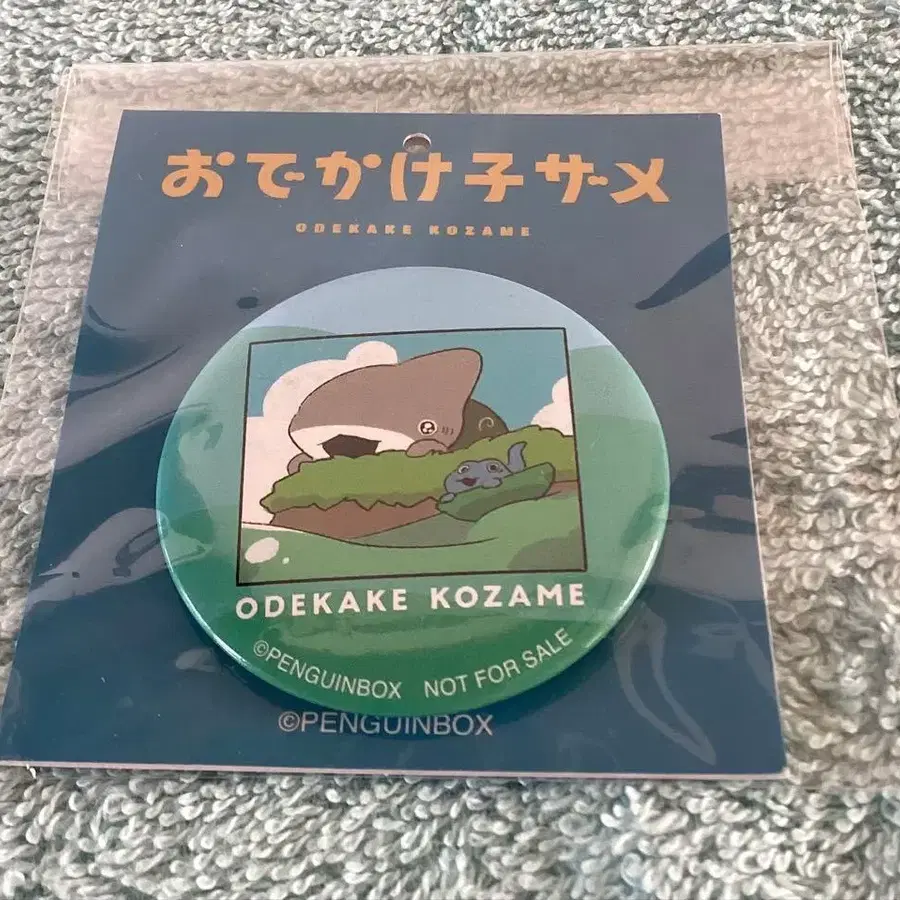 おでかけ子ザメ
ODEKAKE KOZAME
ODEKAKE KOZAME
©PENGUINBOX NOT FOR SALE
©PENGUINBOX